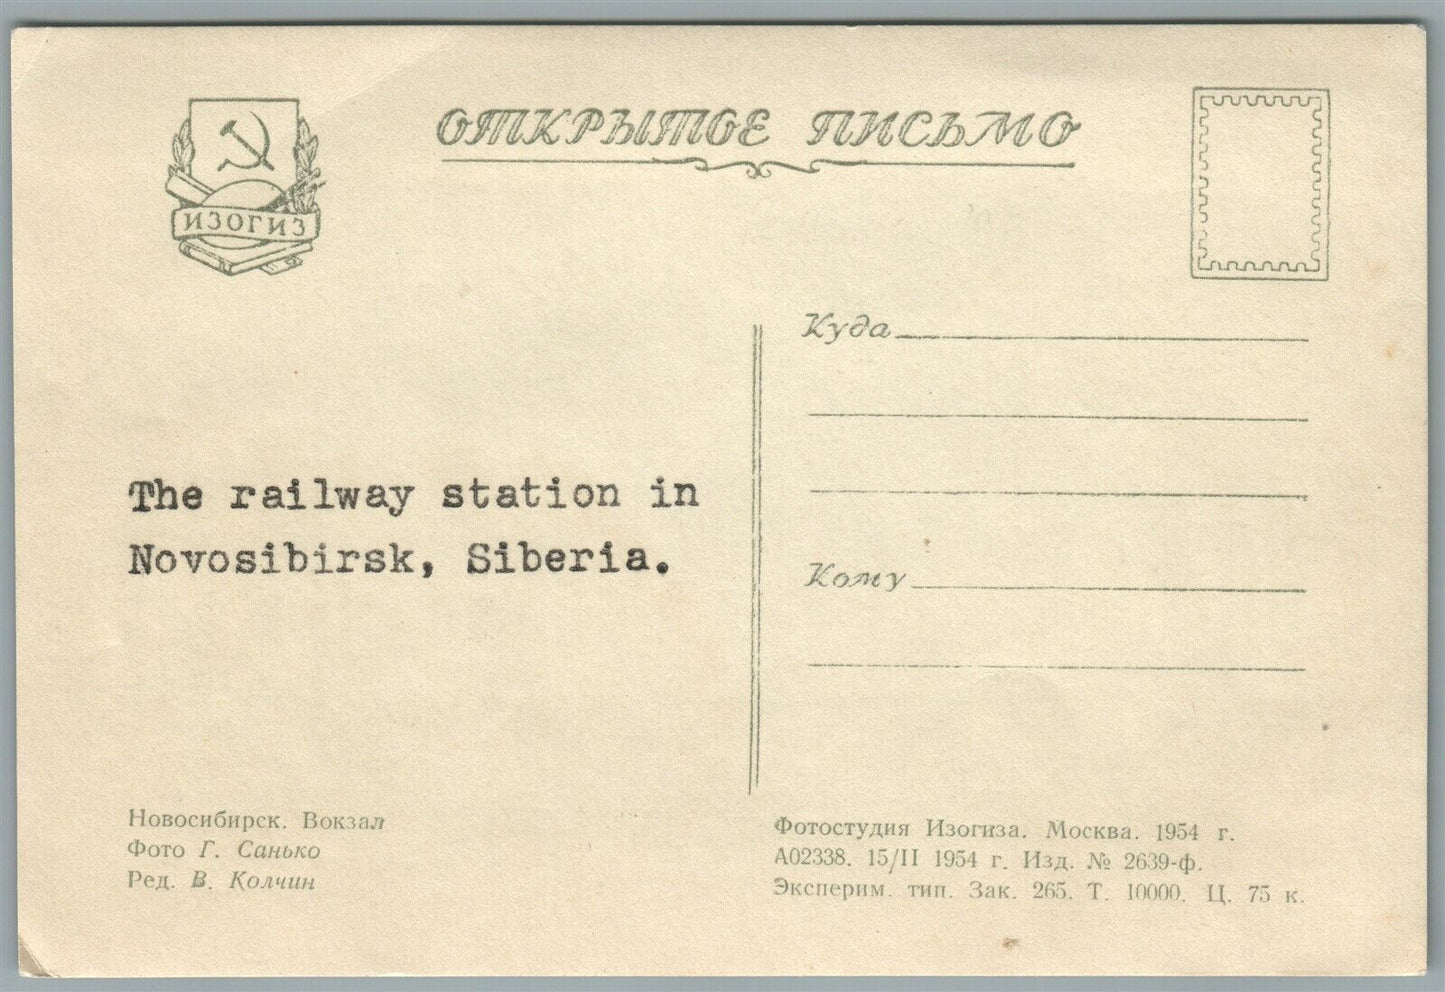 ОТКРЫТОЕ ПИСЬМО
ИЗОГИЗ
Куда
The railway station in
Novosibirsk, Siberia.
Кому
Новосибирск. Вокзал
Фото Г. Санько
Ред. В. Колчин
Фотостудия Изогиза. Москва. 1954 г.
А02338. 15/II 1954 г. Изд. № 2639-ф.
Эксперим. тип. Зак. 265. Т. 10000. Ц. 75 к.